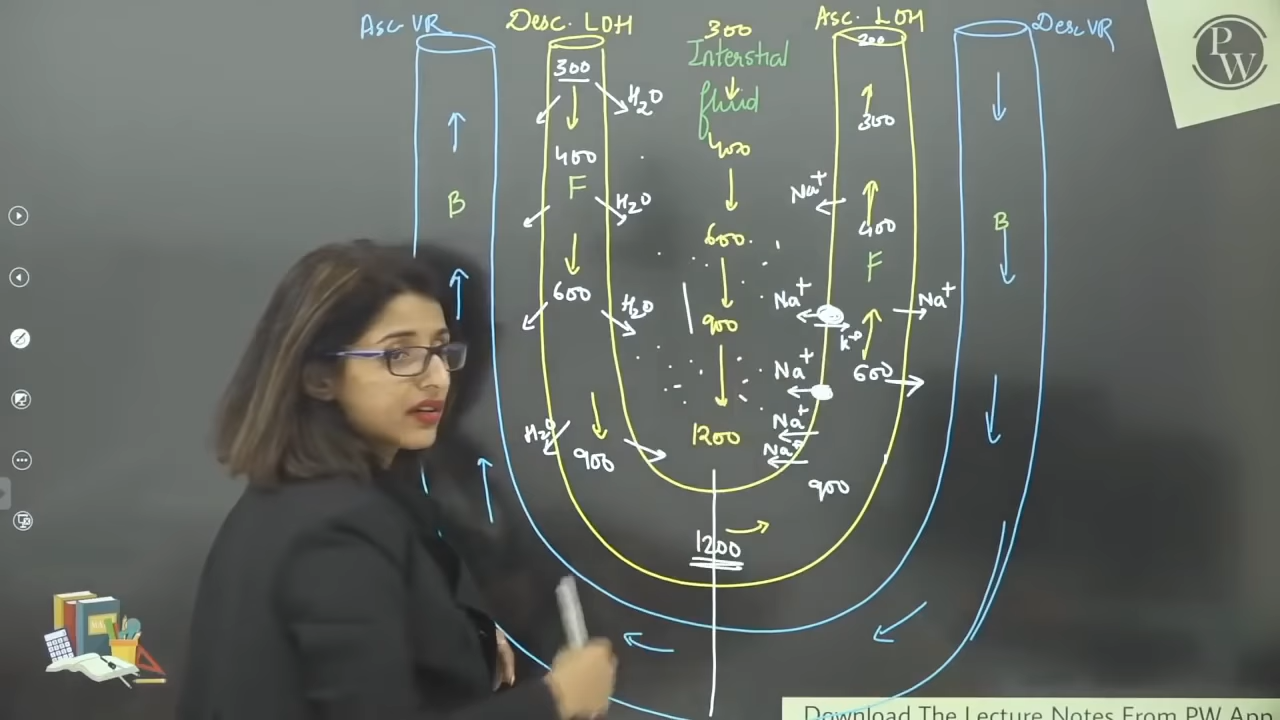 Asc. VR
Desc. LOH
300
Asc. LOH
Desc VR
PW
Interstial
fluid
200
300
H2O
300
400
400
Na+
F
H2O
B
400
B
600
F
600
H2O
Na+
Na+
900
K+
600
Na+
1200
Na+
H2O
900
Na+
900
1200
Download The Lecture Notes From PW App